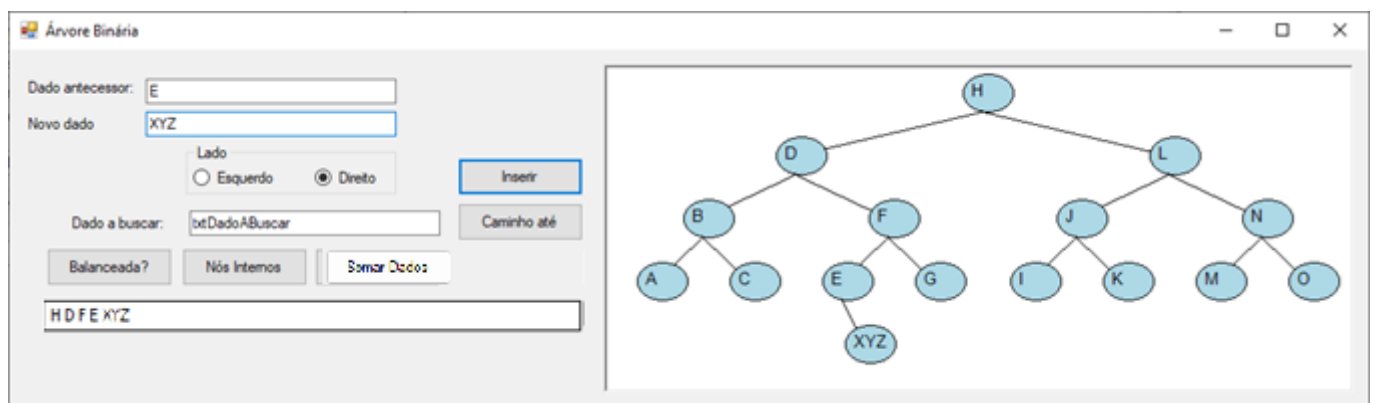 Árvore Binária
Dado antecessor: E
Novo dado XYZ
Lado
Esquerdo Direito
Inserir
Dado a buscar: txtDadoABuscar
Caminho até
Balanceada? Nós Internos Somar Dados
H D F E XYZ
H
D L
B F J N
A C E G I K M O
XYZ